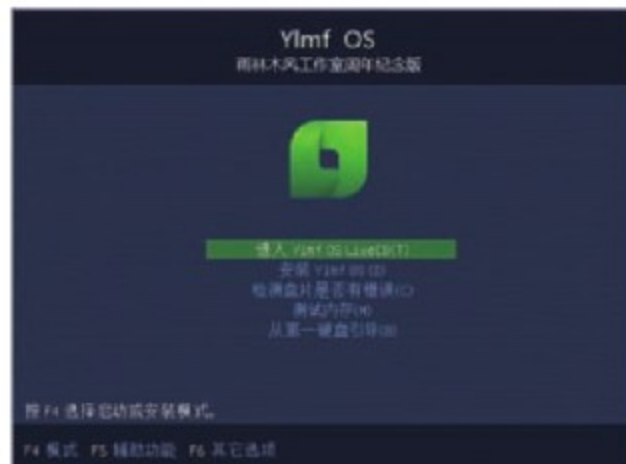 Ylmf OS
雨林木风工作室周年纪念版
进入 Ylmf OS LiveCD(T)
安装 Ylmf OS(I)
检测盘片是否有错误(C)
测试内存(M)
从第一硬盘引导(B)
按 F4 选择启动或安装模式。
F4 模式 F5 辅助功能 F6 其它选项